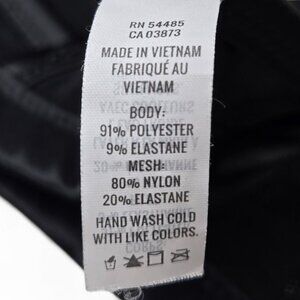 RN 54485
CA 03873
MADE IN VIETNAM
FABRIQUÉ AU
VIETNAM
BODY:
91% POLYESTER
9% ELASTANE
MESH:
80% NYLON
20% ELASTANE
HAND WASH COLD
WITH LIKE COLORS.